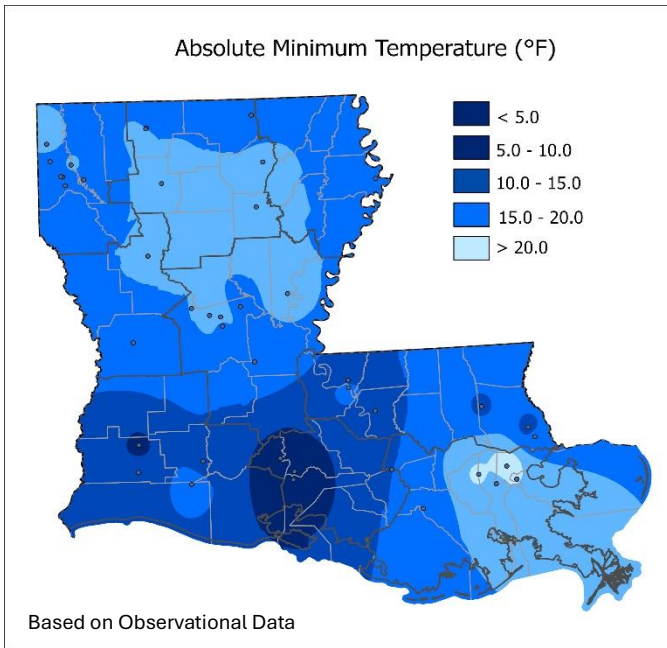 Absolute Minimum Temperature (°F)
< 5.0
5.0 - 10.0
10.0 - 15.0
15.0 - 20.0
> 20.0
Based on Observational Data